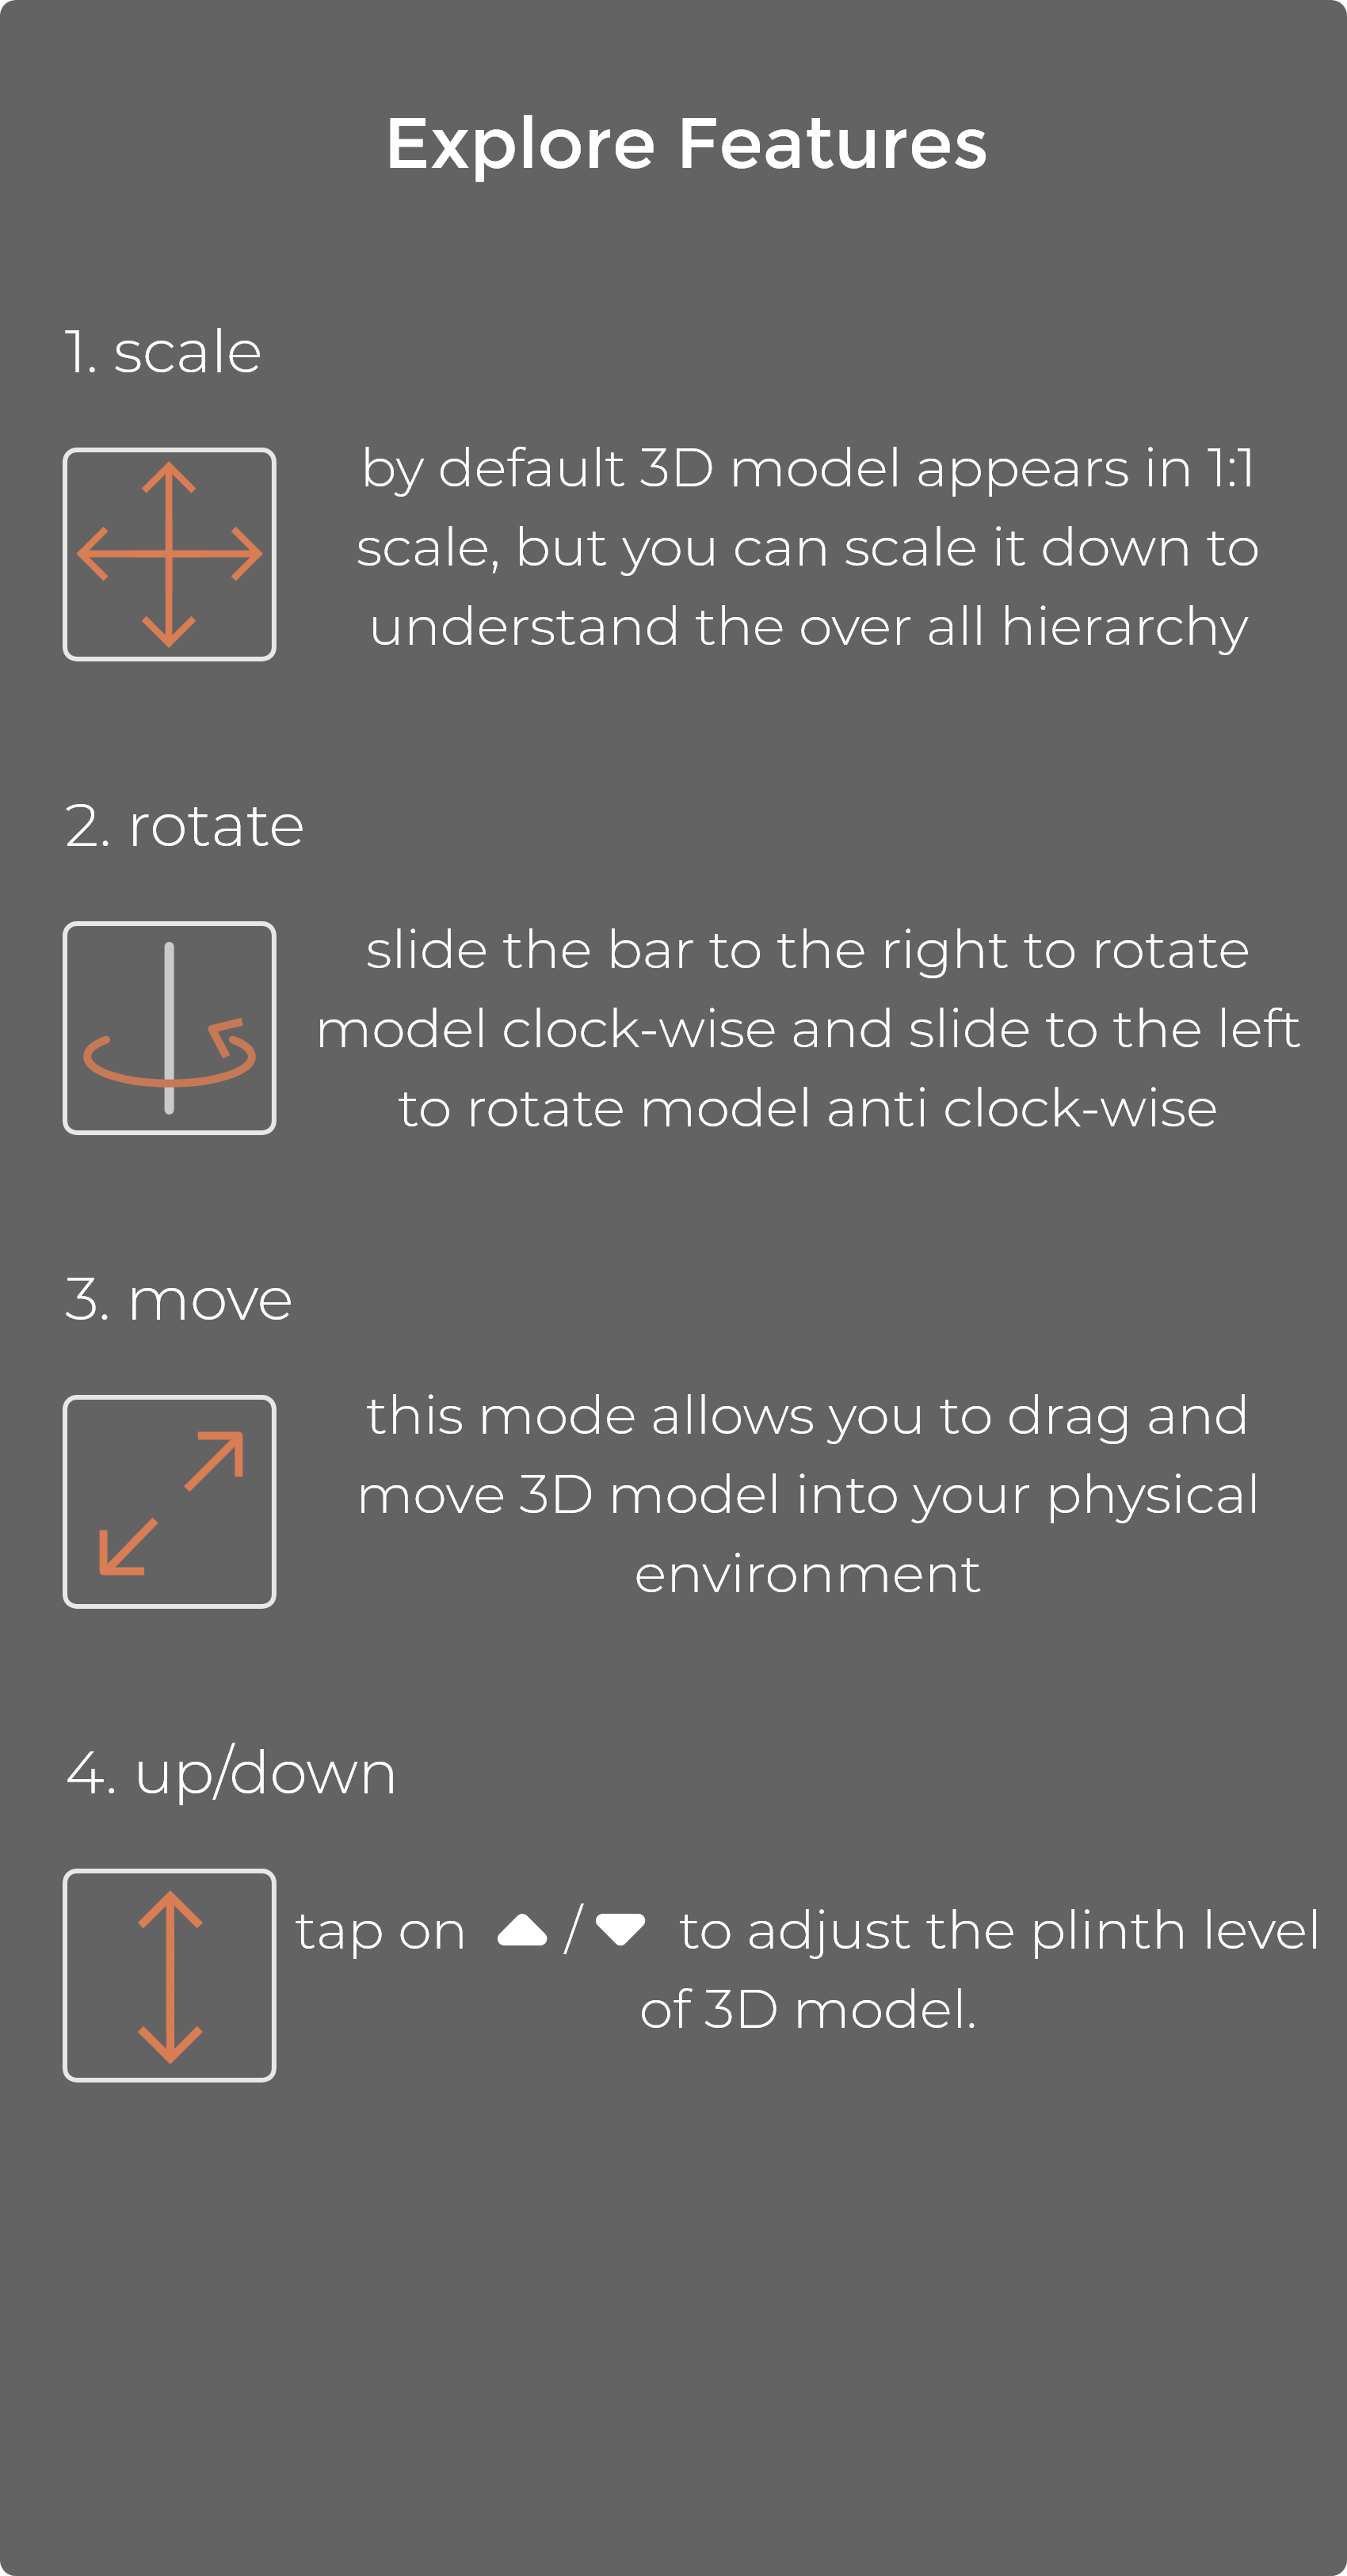 Explore Features
1. scale
by default 3D model appears in 1:1
scale, but you can scale it down to
understand the over all hierarchy
2. rotate
slide the bar to the right to rotate
model clock-wise and slide to the left
to rotate model anti clock-wise
3. move
this mode allows you to drag and
move 3D model into your physical
environment
4. up/down
tap on ▲/▼ to adjust the plinth level
of 3D model.